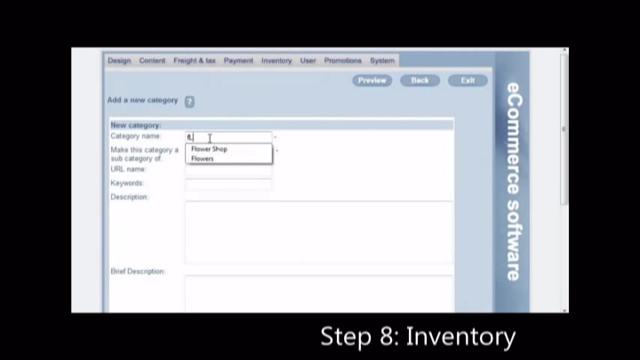 Design Content Freight & tax Payment Inventory User Promotions System
Preview Back Exit
Add a new category ?
New category:
Category name:
Flower Shop
Flowers
Make this category a
sub category of:
URL name:
Keywords:
Description:
Brief Description:
eCommerce software
Step 8: Inventory